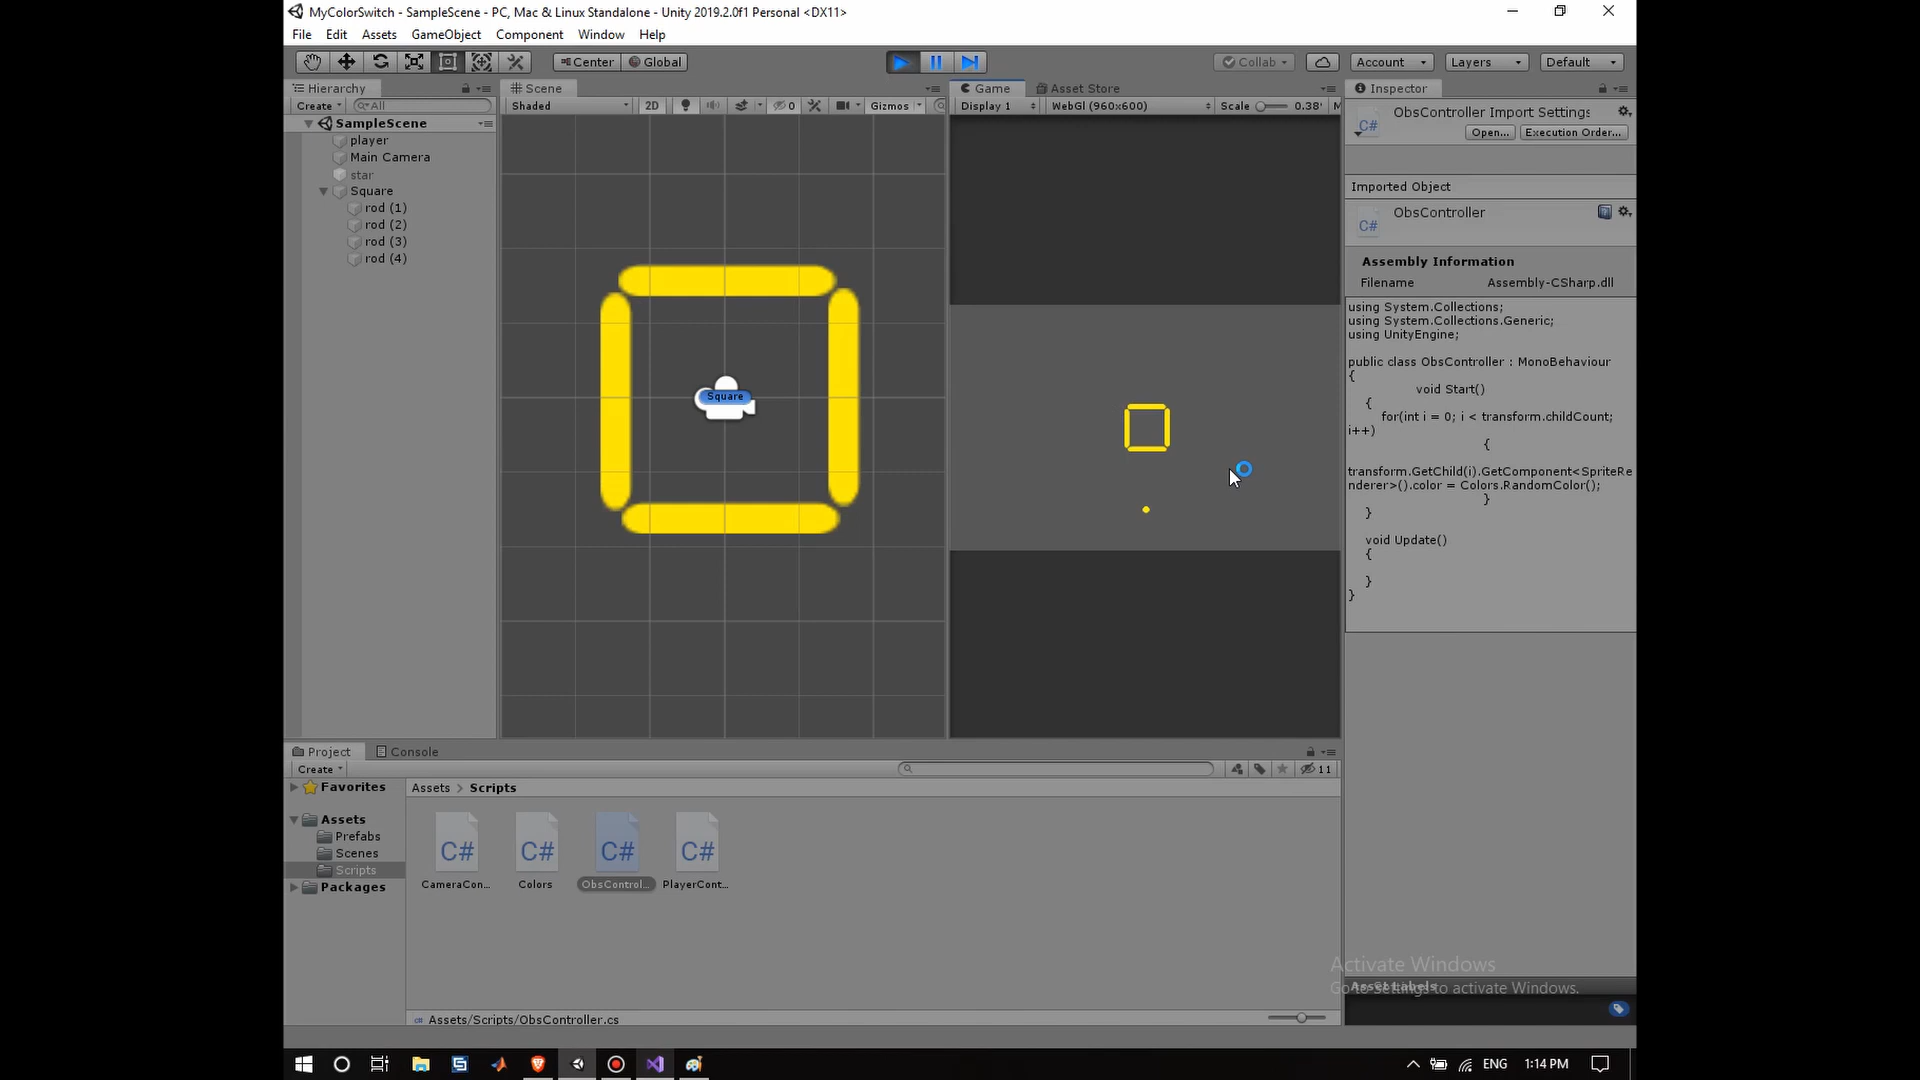 MyColorSwitch - SampleScene - PC, Mac & Linux Standalone - Unity 2019.2.0f1 Personal <DX11>
File Edit Assets GameObject Component Window Help
Center Global Collab Account Layers Default
Hierarchy
Create All
SampleScene
player
Main Camera
star
Square
rod (1)
rod (2)
rod (3)
rod (4)
Scene
Shaded 2D 0 Gizmos
Square
Game Asset Store
Display 1 WebGl (960x600) Scale 0.38 M
Inspector
C#
ObsController Import Settings
Open... Execution Order...
Imported Object
C#
ObsController
Assembly Information
Filename Assembly-CSharp.dll
using System.Collections;
using System.Collections.Generic;
using UnityEngine;
public class ObsController : MonoBehaviour
{
void Start()
{
for(int i = 0; i < transform.childCount;
i++)
{
transform.GetChild(i).GetComponent<SpriteRe
nderer>().color = Colors.RandomColor();
}
}
void Update()
{
}
}
Project Console
Create 11
Favorites
Assets
Prefabs
Scenes
Scripts
Packages
Assets > Scripts
C# C# C# C#
CameraCon... Colors ObsControl... PlayerCont...
Assets/Scripts/ObsController.cs
Asset Labels
Activate Windows
Go to Settings to activate Windows.
ENG 1:14 PM